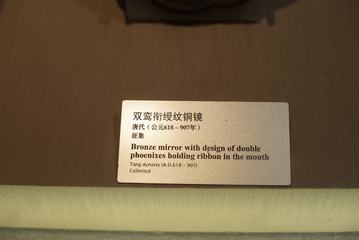 双鸾衔绶纹铜镜
唐代（公元618～907年）
征集
Bronze mirror with design of double
phoenixes holding ribbon in the mouth
Tang dynasty (A.D.618～907)
Collected